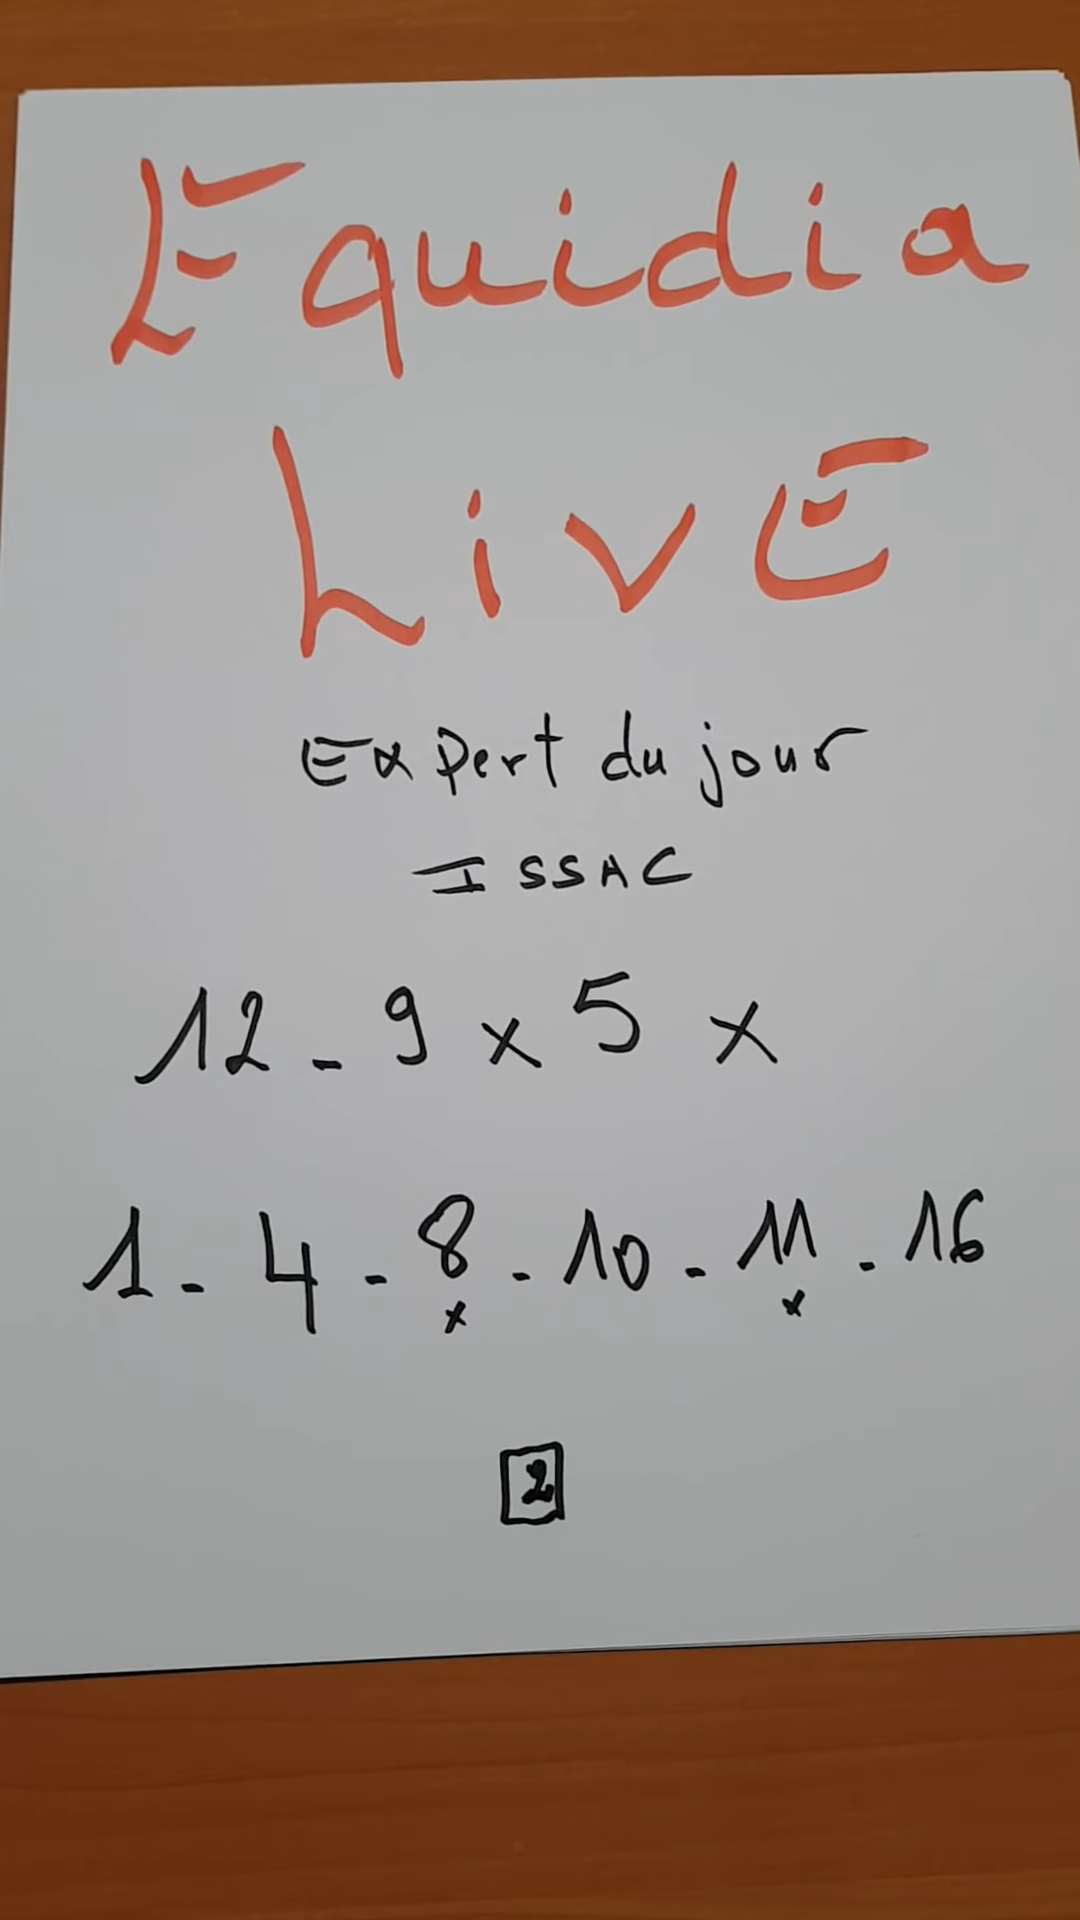 Equidia
LivE
Expert du jour
ISSAC
12 - 9 x 5 x
1 - 4 - 8 - 10 - 11 - 16
x x
2